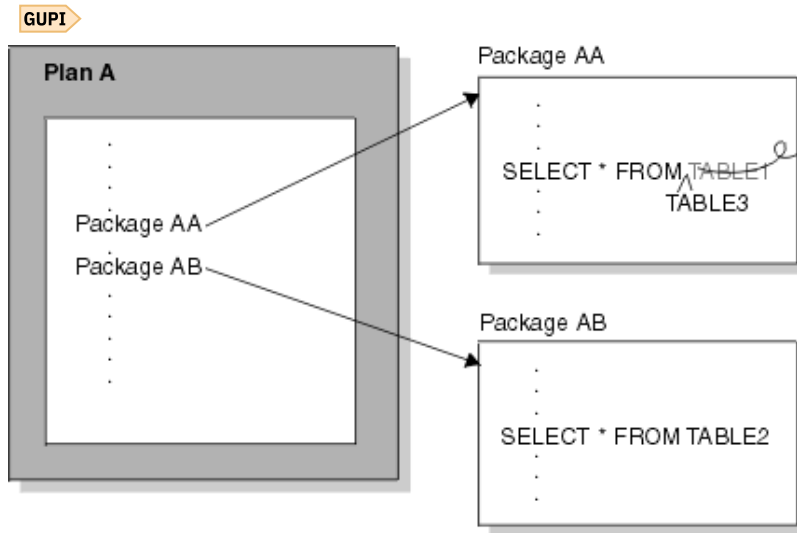 GUPI
Plan A
Package AA
Package AB
Package AA
SELECT * FROM TABLE1
TABLE3
Package AB
SELECT * FROM TABLE2